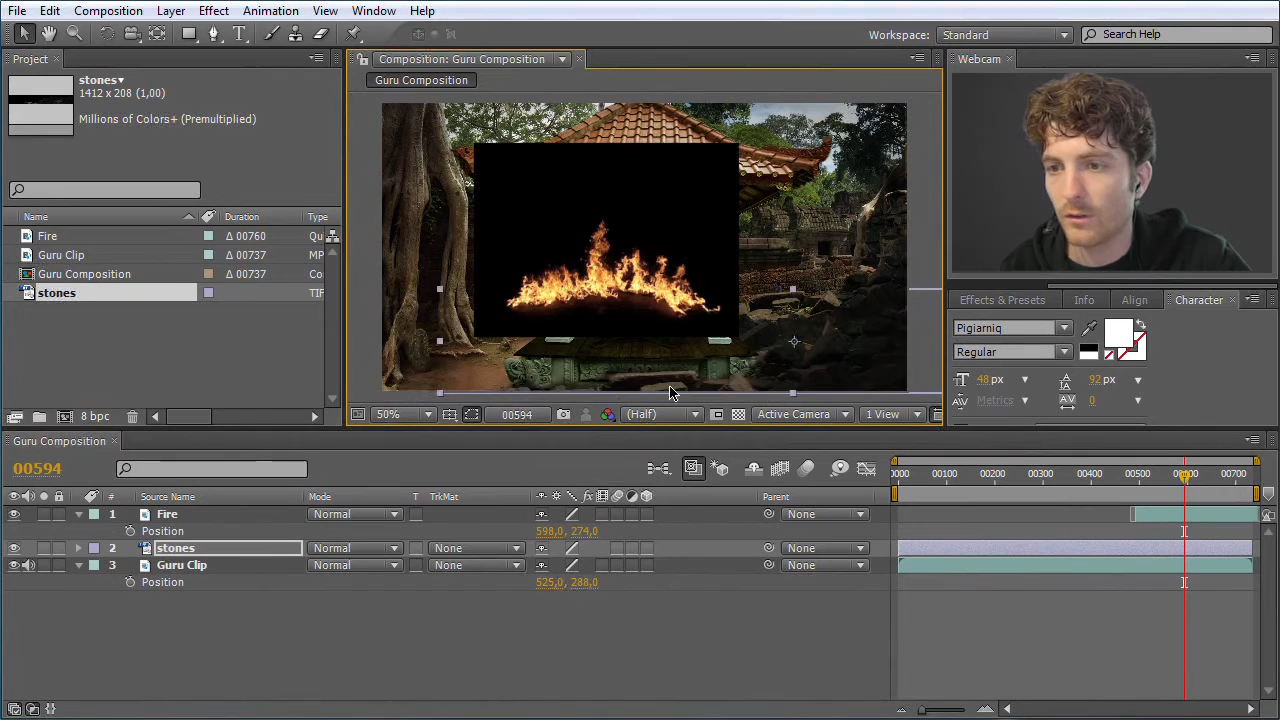 File Edit Composition Layer Effect Animation View Window Help
Workspace: Standard Search Help
Project
stones
1412 x 208 (1,00)
Millions of Colors+ (Premultiplied)
Name Duration Type
Fire Δ 00760 Qu
Guru Clip Δ 00737 MP
Guru Composition Δ 00737 Co
stones TIF
8 bpc
Composition: Guru Composition
Guru Composition
50% 00594 (Half) Active Camera 1 View
Webcam
Effects & Presets Info Align Character
Pigiarniq
Regular
48 px 92 px
Metrics 0
Guru Composition
00594
0000 00100 00200 00300 00400 00500 00600 00700
# Source Name Mode T TrkMat fx Parent
1 Fire Normal None
Position 598,0, 274,0
2 stones Normal None None
3 Guru Clip Normal None None
Position 525,0, 288,0